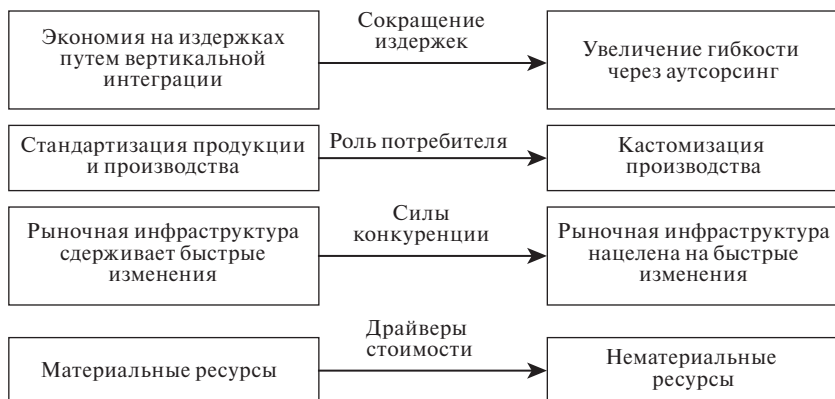 Экономия на издержках
путем вертикальной
интеграции
Сокращение
издержек
Увеличение гибкости
через аутсорсинг
Стандартизация продукции
и производства
Роль потребителя
Кастомизация
производства
Рыночная инфраструктура
сдерживает быстрые
изменения
Силы
конкуренции
Рыночная инфраструктура
нацелена на быстрые
изменения
Материальные ресурсы
Драйверы
стоимости
Нематериальные
ресурсы